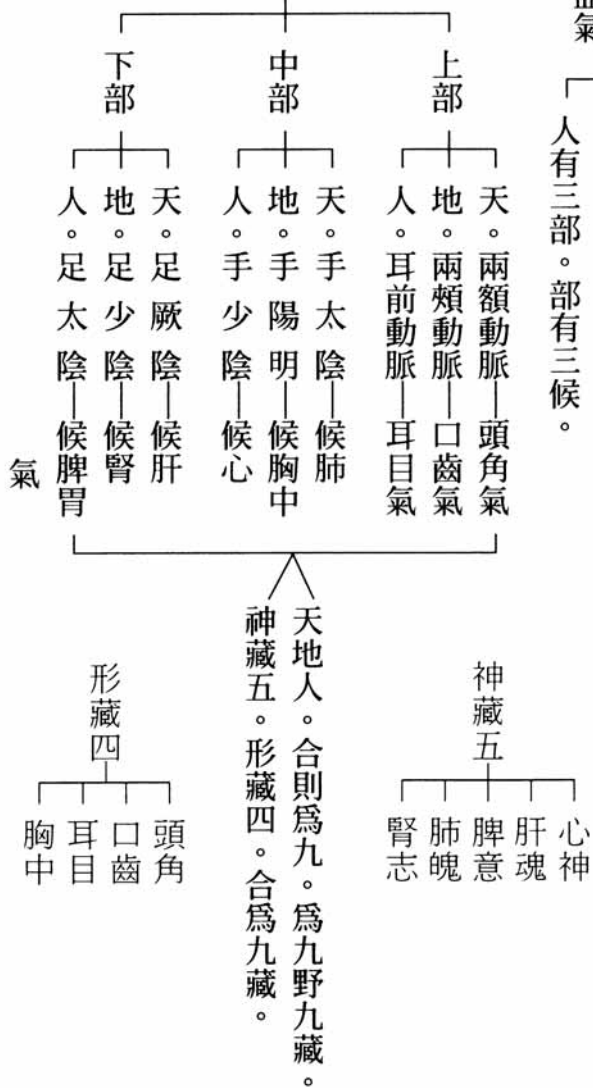 血氣
人有三部。部有三候。
上部
天。兩額動脈—頭角氣
地。兩頰動脈—口齒氣
人。耳前動脈—耳目氣
中部
天。手太陰—候肺
地。手陽明—候胸中
人。手少陰—候心
下部
天。足厥陰—候肝
地。足少陰—候腎
人。足太陰—候脾胃
氣
天地人。合則爲九。爲九野九藏。
神藏五。形藏四。合爲九藏。
神藏五
心神
肝魂
脾意
肺魄
腎志
形藏四
頭角
口齒
耳目
胸中